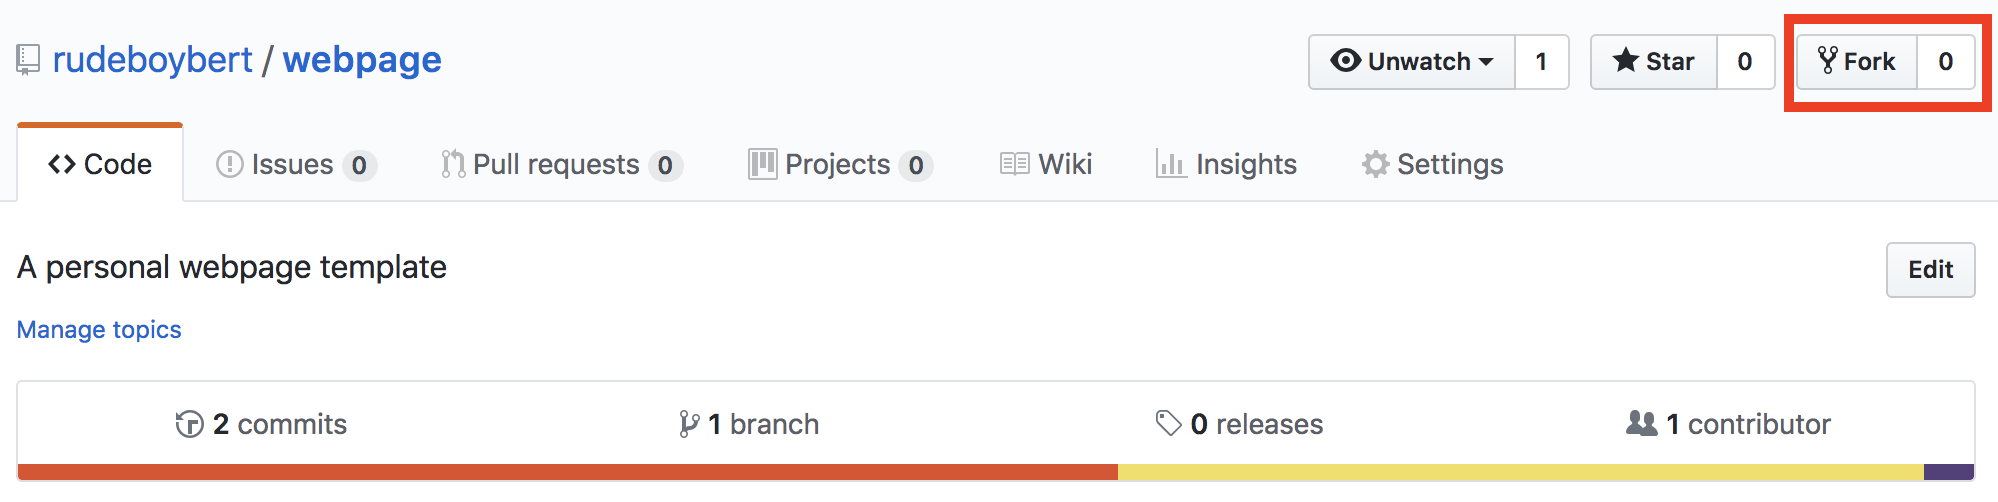 rudeboybert / webpage Unwatch 1 Star 0 Fork 0
Code Issues 0 Pull requests 0 Projects 0 Wiki Insights Settings
A personal webpage template Edit
Manage topics
2 commits 1 branch 0 releases 1 contributor